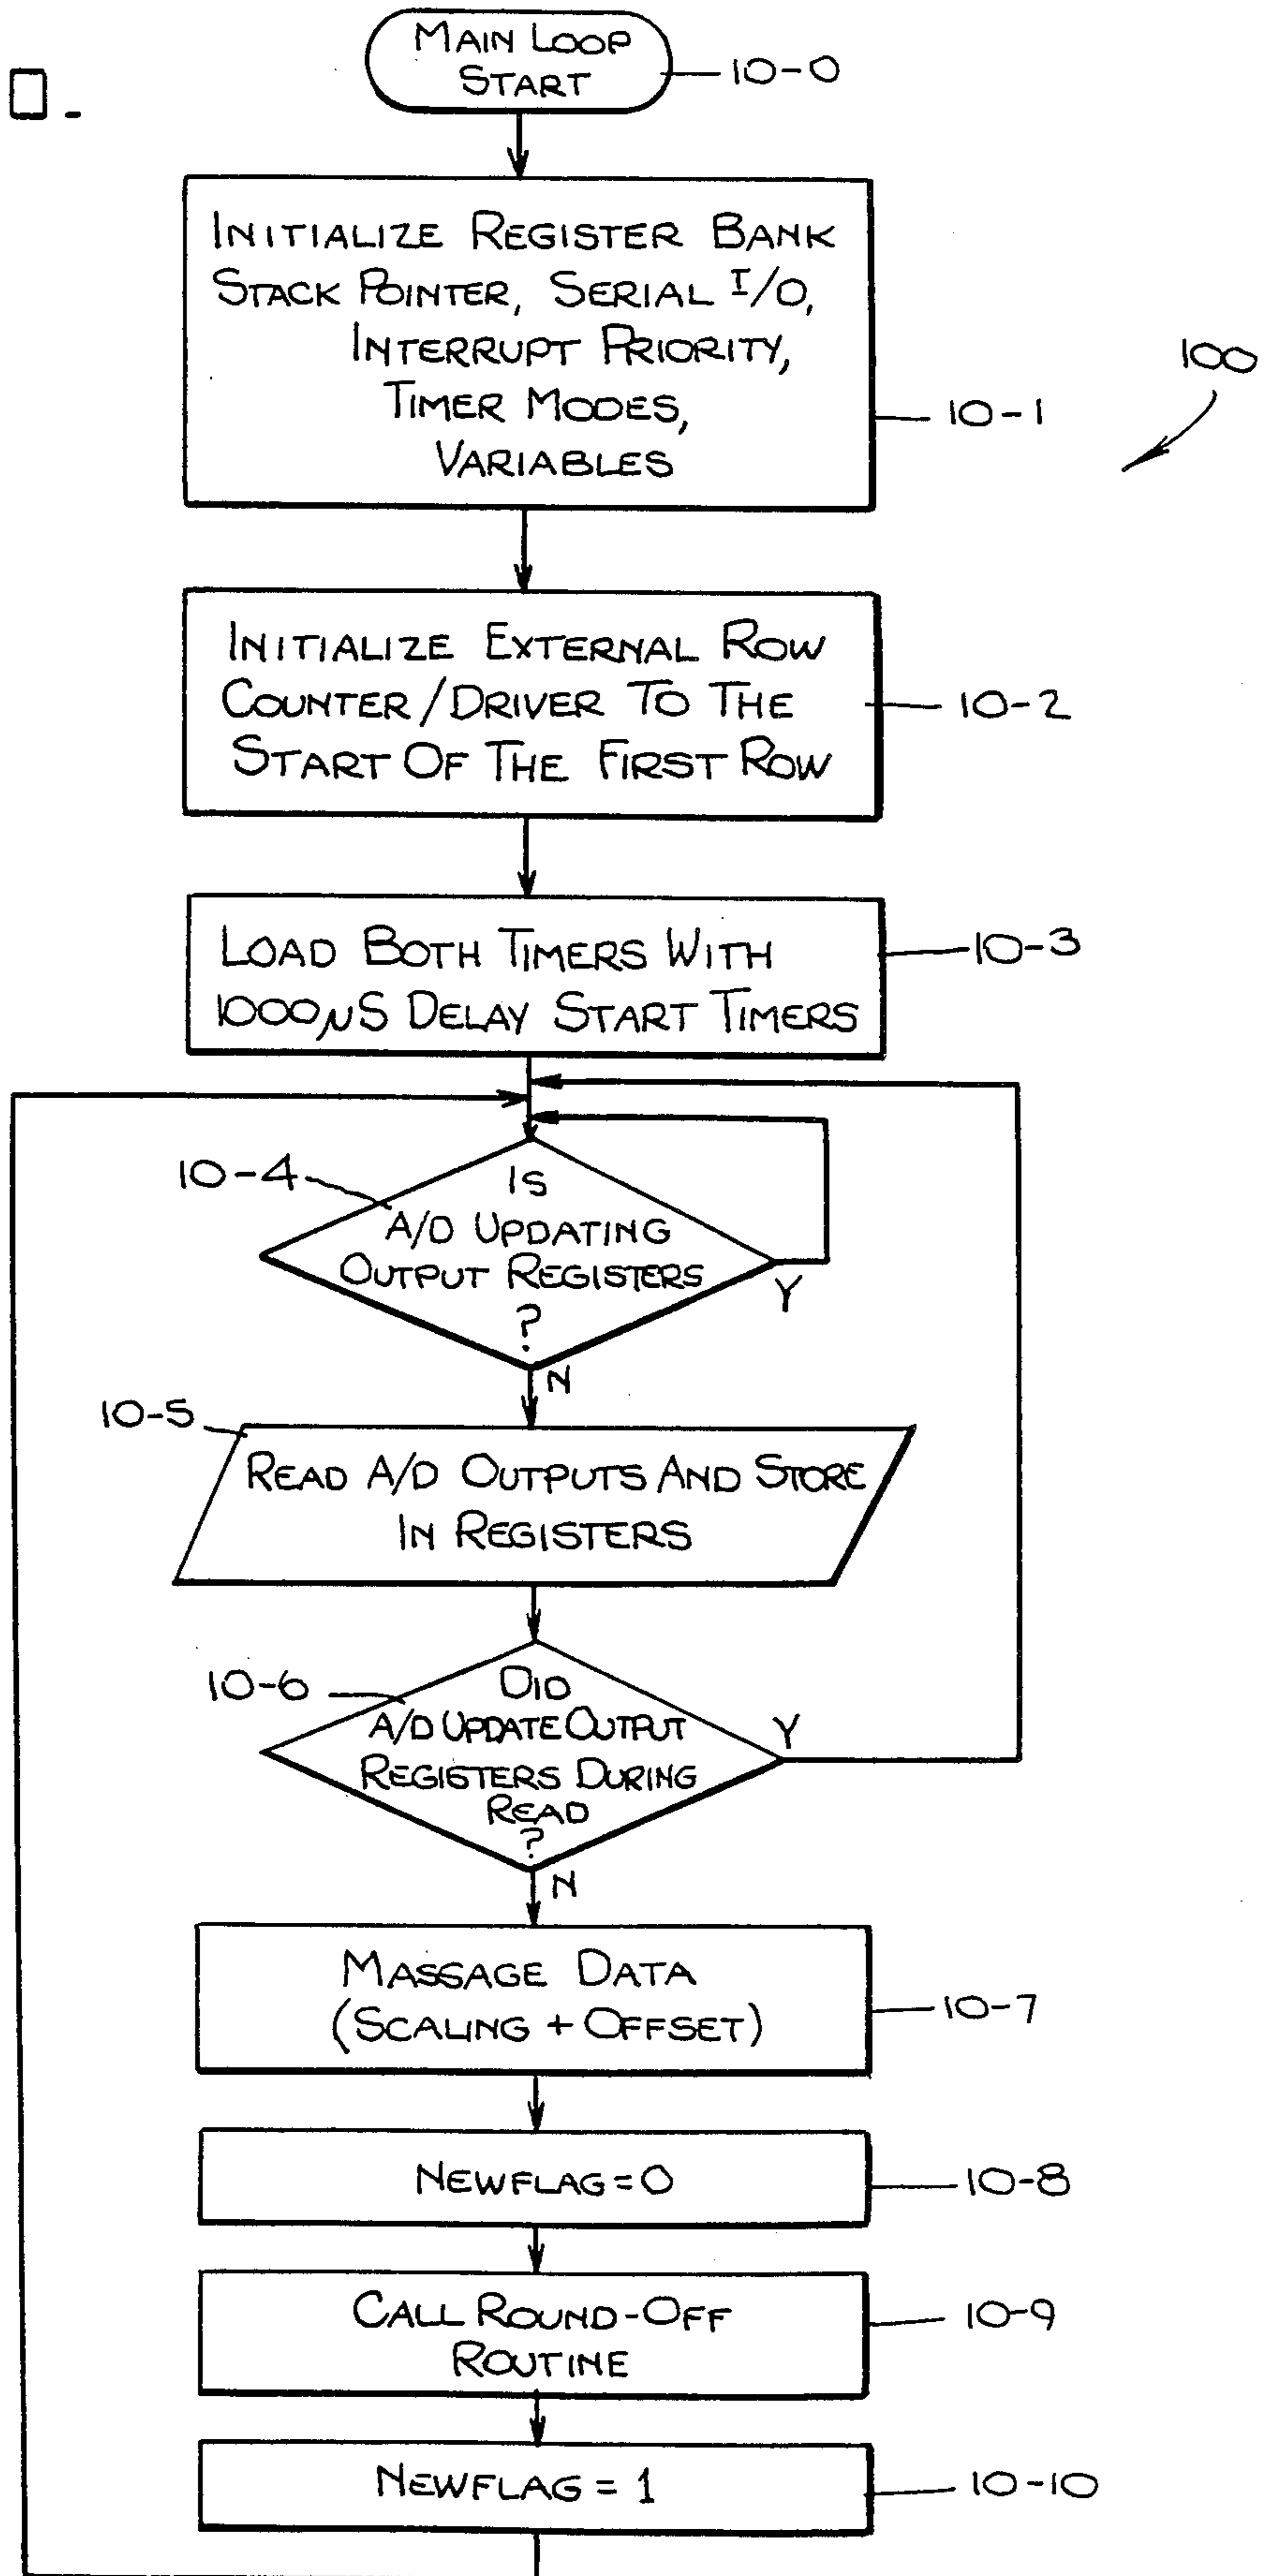 MAIN LOOP
START
10-0
INITIALIZE REGISTER BANK
STACK POINTER, SERIAL I/O,
INTERRUPT PRIORITY,
TIMER MODES,
VARIABLES
10-1
100
INITIALIZE EXTERNAL ROW
COUNTER/DRIVER TO THE
START OF THE FIRST ROW
10-2
LOAD BOTH TIMERS WITH
1000µS DELAY START TIMERS
10-3
10-4
IS
A/D UPDATING
OUTPUT REGISTERS
?
Y
N
10-5
READ A/D OUTPUTS AND STORE
IN REGISTERS
10-6
DID
A/D UPDATE OUTPUT
REGISTERS DURING
READ
?
Y
N
MASSAGE DATA
(SCALING + OFFSET)
10-7
NEWFLAG = 0
10-8
CALL ROUND-OFF
ROUTINE
10-9
NEWFLAG = 1
10-10